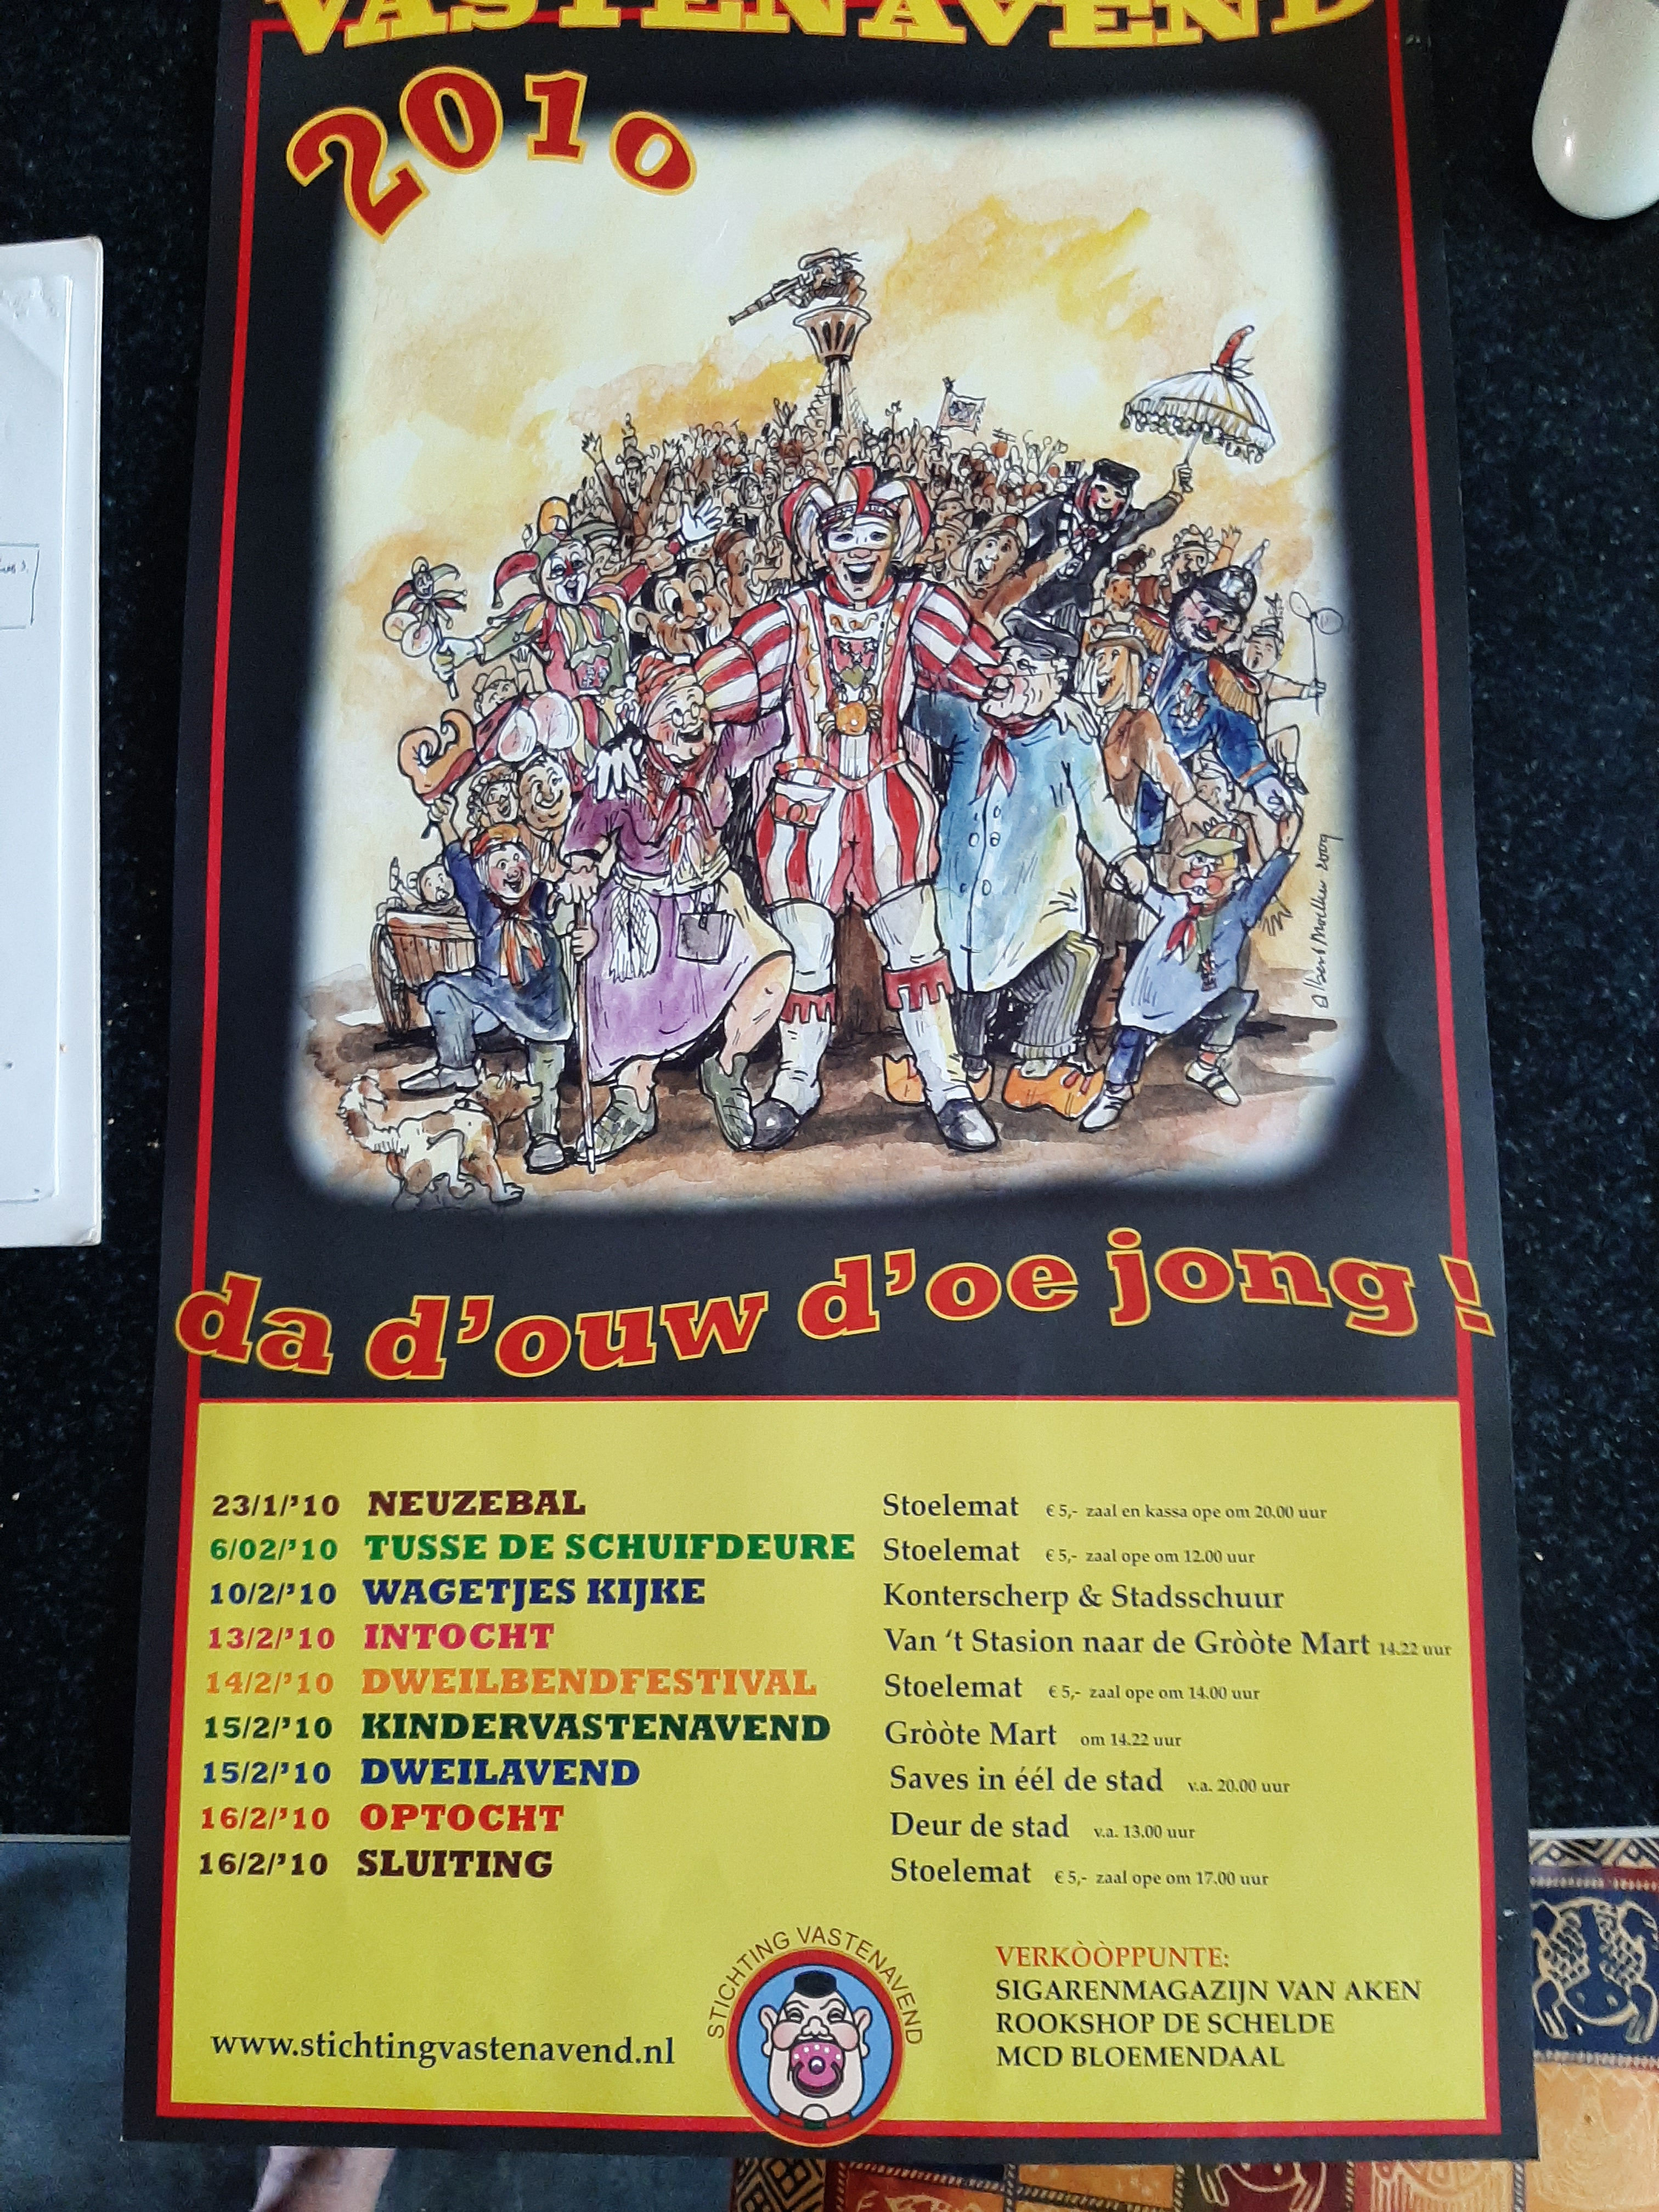 VASTENAVEND
2010
Albert Moelker 2009
da d'ouw d'oe jong !
23/1/'10 NEUZEBAL Stoelemat € 5,- zaal en kassa ope om 20.00 uur
6/02/'10 TUSSE DE SCHUIFDEURE Stoelemat € 5,- zaal ope om 12.00 uur
10/2/'10 WAGETJES KIJKE Konterscherp & Stadsschuur
13/2/'10 INTOCHT Van 't Stasion naar de Gròòte Mart 14.22 uur
14/2/'10 DWEILBENDFESTIVAL Stoelemat € 5,- zaal ope om 14.00 uur
15/2/'10 KINDERVASTENAVEND Gròòte Mart om 14.22 uur
15/2/'10 DWEILAVEND Saves in éél de stad v.a. 20.00 uur
16/2/'10 OPTOCHT Deur de stad v.a. 13.00 uur
16/2/'10 SLUITING Stoelemat € 5,- zaal ope om 17.00 uur
STICHTING VASTENAVEND
www.stichtingvastenavend.nl
VERKÒÒPPUNTE:
SIGARENMAGAZIJN VAN AKEN
ROOKSHOP DE SCHELDE
MCD BLOEMENDAAL